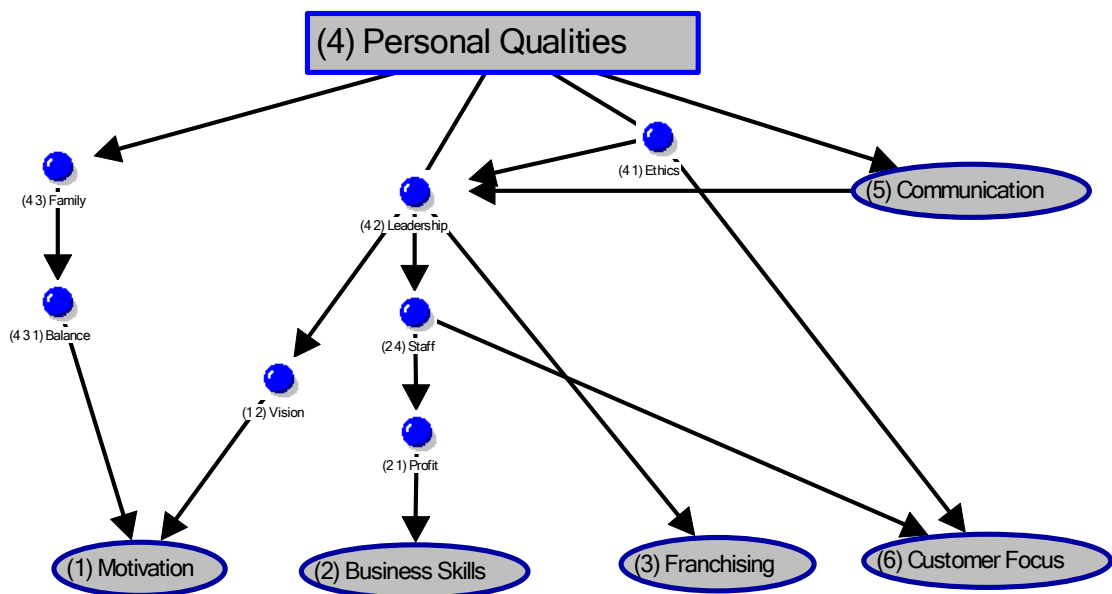 (4) Personal Qualities
(4 1) Ethics
(4 3) Family
(5) Communication
(4 2) Leadership
(4 3 1) Balance
(2 4) Staff
(1 2) Vision
(2 1) Profit
(1) Motivation
(2) Business Skills
(3) Franchising
(6) Customer Focus